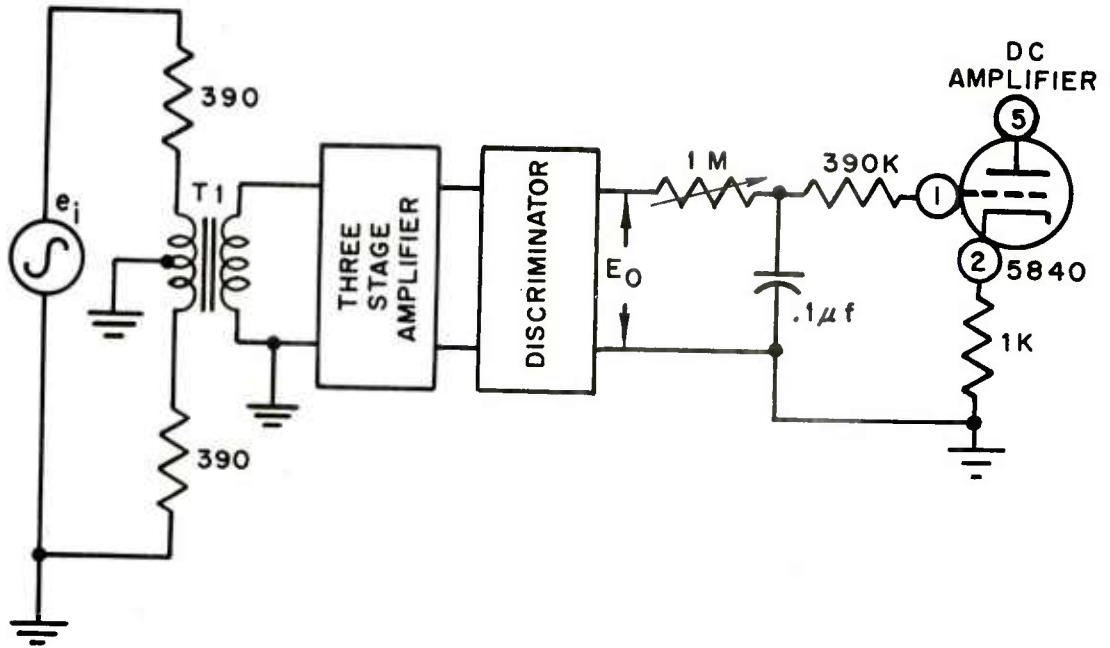 390
e i
T1
390
THREE
STAGE
AMPLIFIER
DISCRIMINATOR
E O
1 M
.1μf
390K
DC
AMPLIFIER
5
1
2
5840
1K